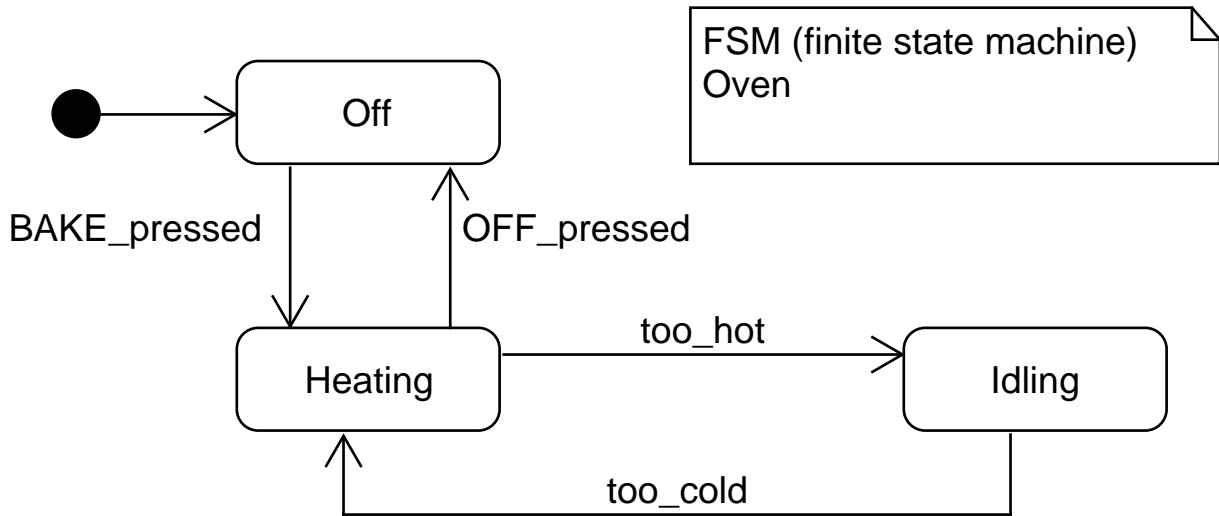 FSM (finite state machine)
Oven
Off
BAKE_pressed
OFF_pressed
too_hot
Heating
Idling
too_cold